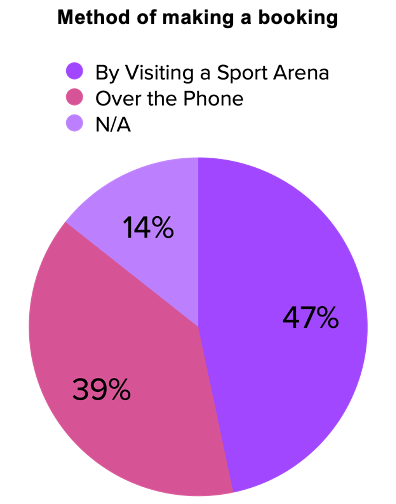 Method of making a booking
By Visiting a Sport Arena
Over the Phone
N/A
14%
47%
39%